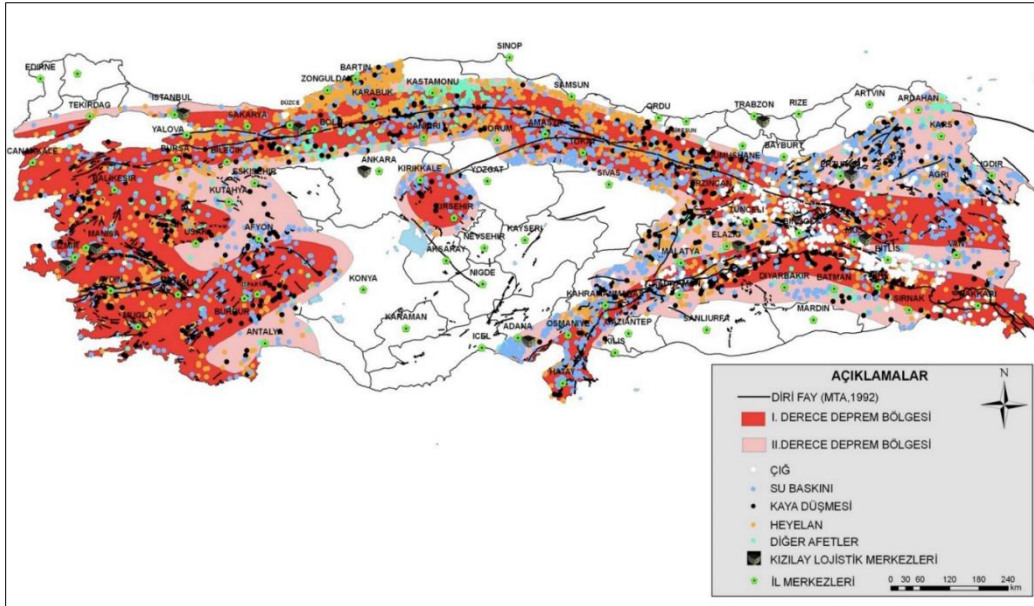 SINOP
BARTIN
EDIRNE
ZONGULDAK
KASTAMONU
SAMSUN
ISTANBUL
KARABUK
ARTVIN
TEKIRDAG
DÜZCE
ORDU
TRABZON
RIZE
ARDAHAN
SAKARYA
BOLU
YALOVA
CANKIRI
CORUM
AMASYA
KARS
BURSA
BILECIK
BAYBURT
CANAKKALE
ANKARA
TOKAT
GUMUSHANE
ERZURUM
ESKISEHIR
KIRIKKALE
YOZGAT
SIVAS
ERZINCAN
AGRI
IGDIR
BALIKESIR
KUTAHYA
KIRSEHIR
TUNCELI
MANISA
USAK
AFYON
NEVSEHIR
KAYSERI
ELAZIG
MUS
IZMIR
AKSARAY
MALATYA
BITLIS
VAN
KONYA
NIGDE
DIYARBAKIR
BATMAN
AYDIN
ISPARTA
KAHRAMANMARAS
SIRNAK
HAKKARI
MUGLA
BURDUR
KARAMAN
ADANA
OSMANIYE
GAZIANTEP
SANLIURFA
MARDIN
ANTALYA
ICEL
KILIS
HATAY
AÇIKLAMALAR
N
DİRİ FAY (MTA,1992)
I. DERECE DEPREM BÖLGESİ
II.DERECE DEPREM BÖLGESİ
ÇIĞ
SU BASKINI
KAYA DÜŞMESİ
HEYELAN
DİĞER AFETLER
KIZILAY LOJİSTİK MERKEZLERİ
İL MERKEZLERİ
0 30 60 120 180 240
km